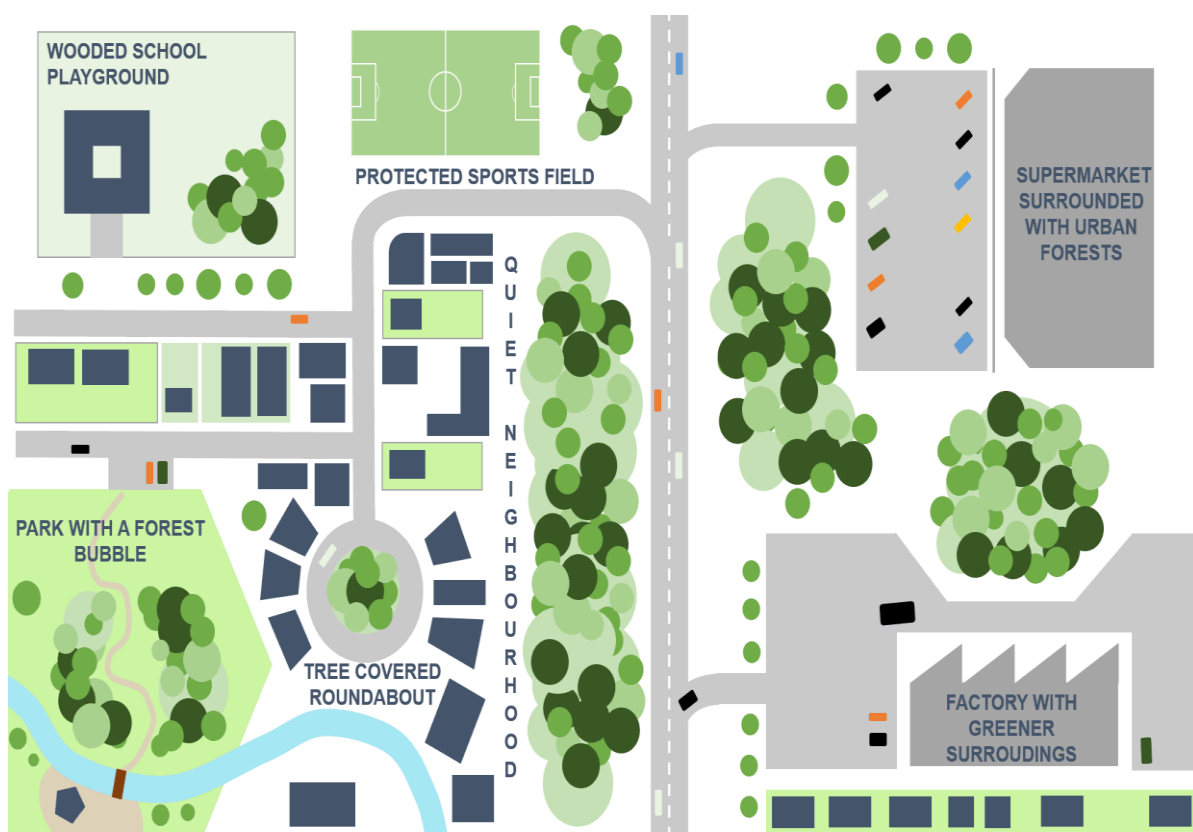 WOODED SCHOOL
PLAYGROUND
PROTECTED SPORTS FIELD
SUPERMARKET
SURROUNDED
WITH URBAN
FORESTS
QUIET NEIGHBOURHOOD
PARK WITH A FOREST
BUBBLE
TREE COVERED
ROUNDABOUT
FACTORY WITH
GREENER
SURROUDINGS